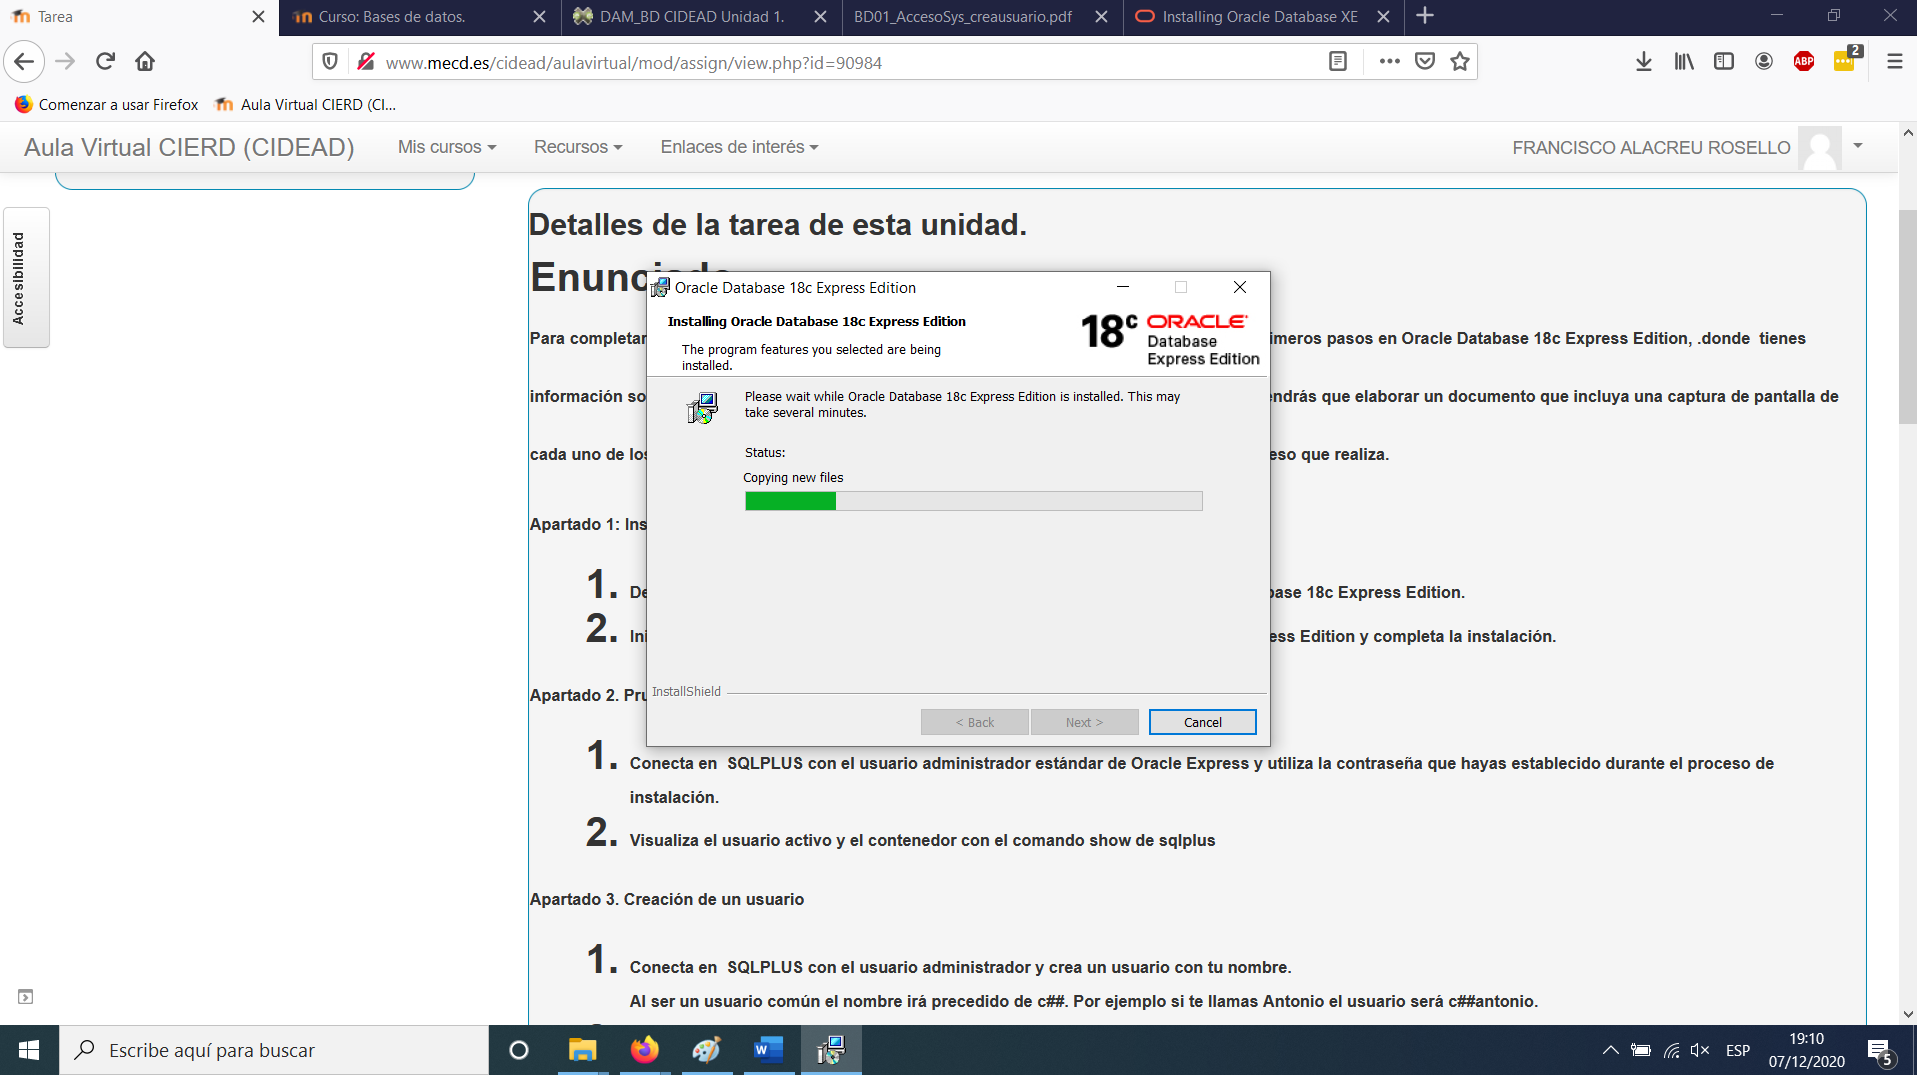 Tarea
Curso: Bases de datos.
DAM_BD CIDEAD Unidad 1.
BD01_AccesoSys_creausuario.pdf
Installing Oracle Database XE
www.mecd.es/cidead/aulavirtual/mod/assign/view.php?id=90984
ABP
2
Comenzar a usar Firefox
Aula Virtual CIERD (CI...
Aula Virtual CIERD (CIDEAD)
Mis cursos
Recursos
Enlaces de interés
FRANCISCO ALACREU ROSELLO
Accesibilidad
Detalles de la tarea de esta unidad.
Oracle Database 18c Express Edition
Installing Oracle Database 18c Express Edition
The program features you selected are being
installed.
18c ORACLE
Database
Express Edition
Please wait while Oracle Database 18c Express Edition is installed. This may
take several minutes.
Status:
Copying new files
InstallShield
< Back
Next >
Cancel
Para completar
imeros pasos en Oracle Database 18c Express Edition, .donde tienes
información so
endrás que elaborar un documento que incluya una captura de pantalla de
cada uno de los
eso que realiza.
Apartado 1: Ins
1. De
base 18c Express Edition.
2. Ini
ess Edition y completa la instalación.
Apartado 2. Pru
1. Conecta en SQLPLUS con el usuario administrador estándar de Oracle Express y utiliza la contraseña que hayas establecido durante el proceso de
instalación.
2. Visualiza el usuario activo y el contenedor con el comando show de sqlplus
Apartado 3. Creación de un usuario
1. Conecta en SQLPLUS con el usuario administrador y crea un usuario con tu nombre.
Al ser un usuario común el nombre irá precedido de c##. Por ejemplo si te llamas Antonio el usuario será c##antonio.
Escribe aquí para buscar
ESP
19:10
07/12/2020
5